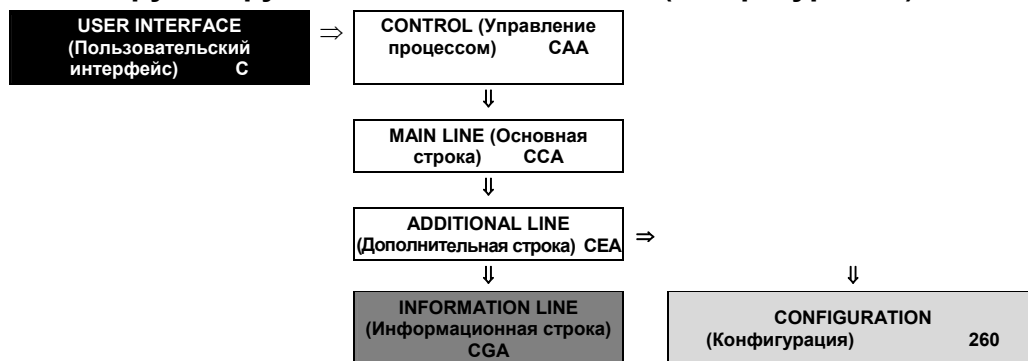 USER INTERFACE
(Пользовательский
интерфейс) C
⇒
CONTROL (Управление
процессом) CAA
⇓
MAIN LINE (Основная
строка) CCA
⇓
ADDITIONAL LINE
(Дополнительная строка) CEA
⇒
⇓
⇓
INFORMATION LINE
(Информационная строка)
CGA
CONFIGURATION
(Конфигурация) 260